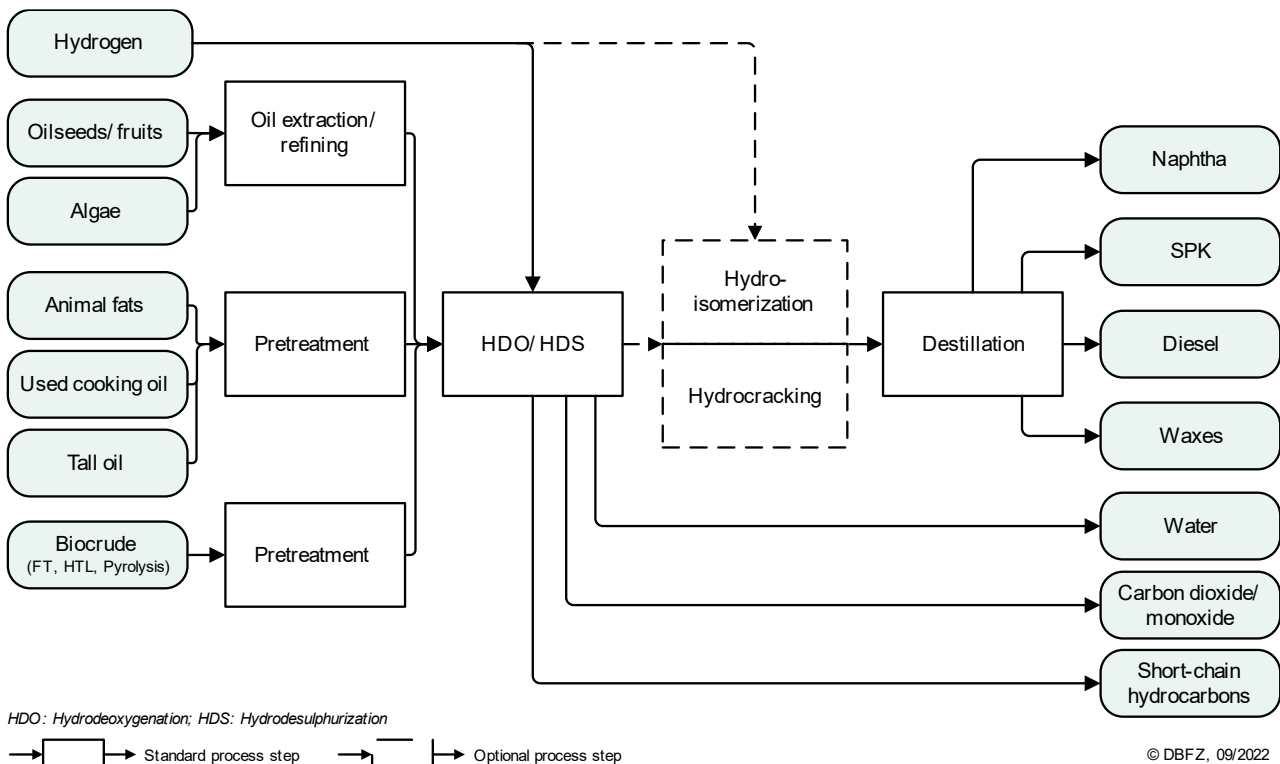 Hydrogen
Oilseeds/ fruits
Algae
Animal fats
Used cooking oil
Tall oil
Biocrude
(FT, HTL, Pyrolysis)
Oil extraction/
refining
Pretreatment
Pretreatment
HDO/ HDS
Hydro-
isomerization
Hydrocracking
Destillation
Naphtha
SPK
Diesel
Waxes
Water
Carbon dioxide/
monoxide
Short-chain
hydrocarbons
HDO: Hydrodeoxygenation; HDS: Hydrodesulphurization
Standard process step
Optional process step
© DBFZ, 09/2022